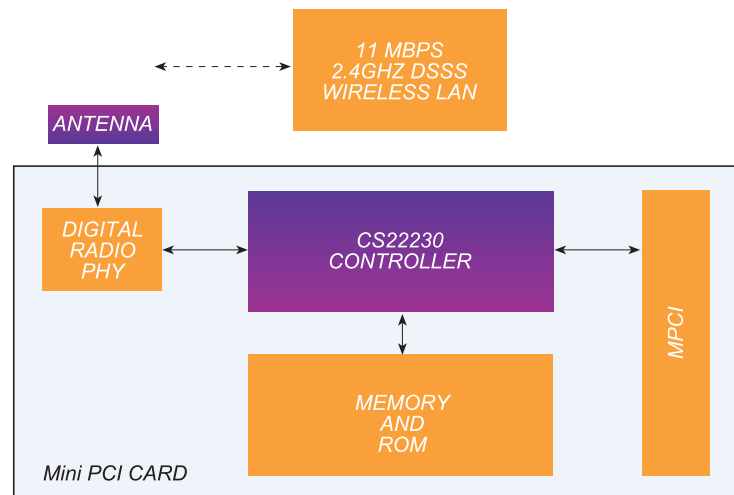 11 MBPS
2.4GHZ DSSS
WIRELESS LAN
ANTENNA
DIGITAL
RADIO
PHY
CS22230
CONTROLLER
MPCI
MEMORY
AND
ROM
Mini PCI CARD